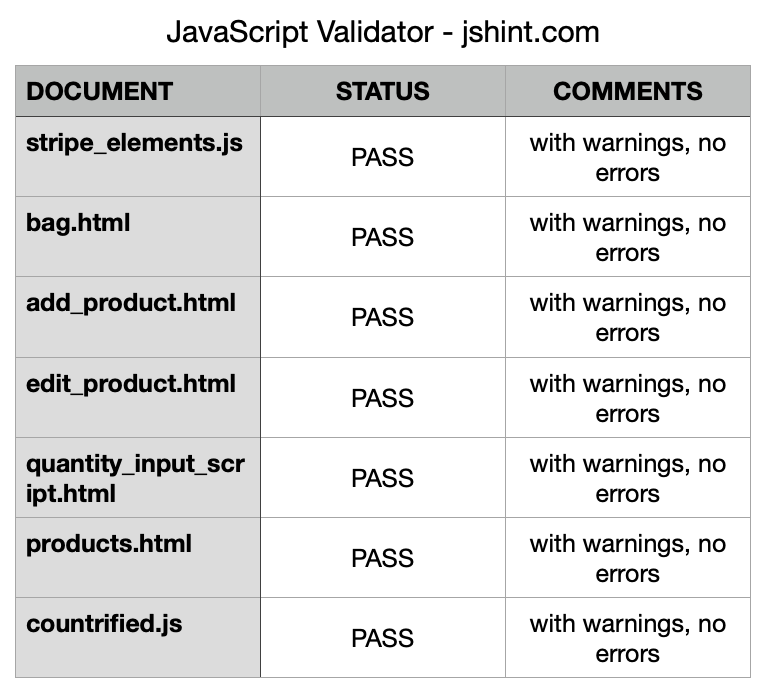 JavaScript Validator - jshint.com
DOCUMENT STATUS COMMENTS
stripe_elements.js PASS with warnings, no
errors
bag.html PASS with warnings, no
errors
add_product.html PASS with warnings, no
errors
edit_product.html PASS with warnings, no
errors
quantity_input_scr PASS with warnings, no
ipt.html errors
products.html PASS with warnings, no
errors
countrified.js PASS with warnings, no
errors